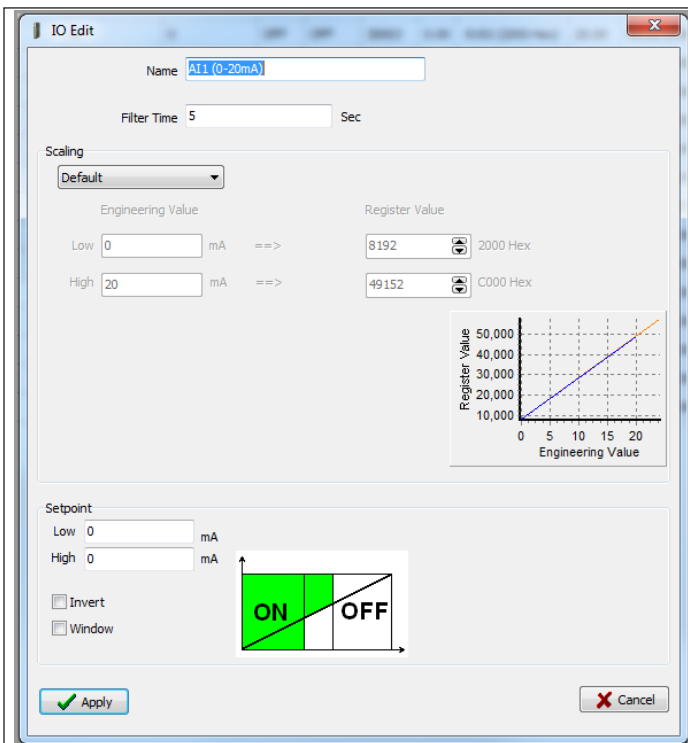 IO Edit
Name AI1 (0-20mA)
Filter Time 5 Sec
Scaling
Default
Engineering Value Register Value
Low 0 mA ==> 8192 2000 Hex
High 20 mA ==> 49152 C000 Hex
Register Value
50,000
40,000
30,000
20,000
10,000
0 5 10 15 20
Engineering Value
Setpoint
Low 0 mA
High 0 mA
Invert
Window
ON OFF
Apply Cancel